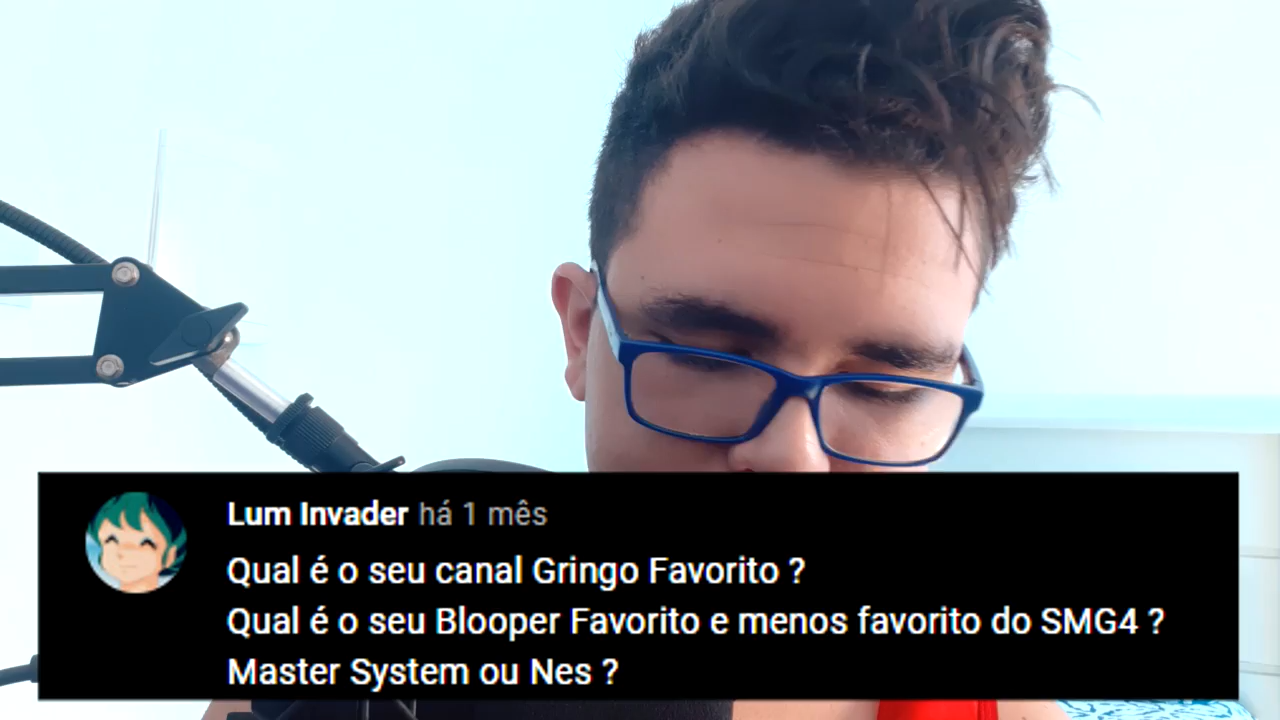 Lum Invader há 1 mês
Qual é o seu canal Gringo Favorito ?
Qual é o seu Blooper Favorito e menos favorito do SMG4 ?
Master System ou Nes ?